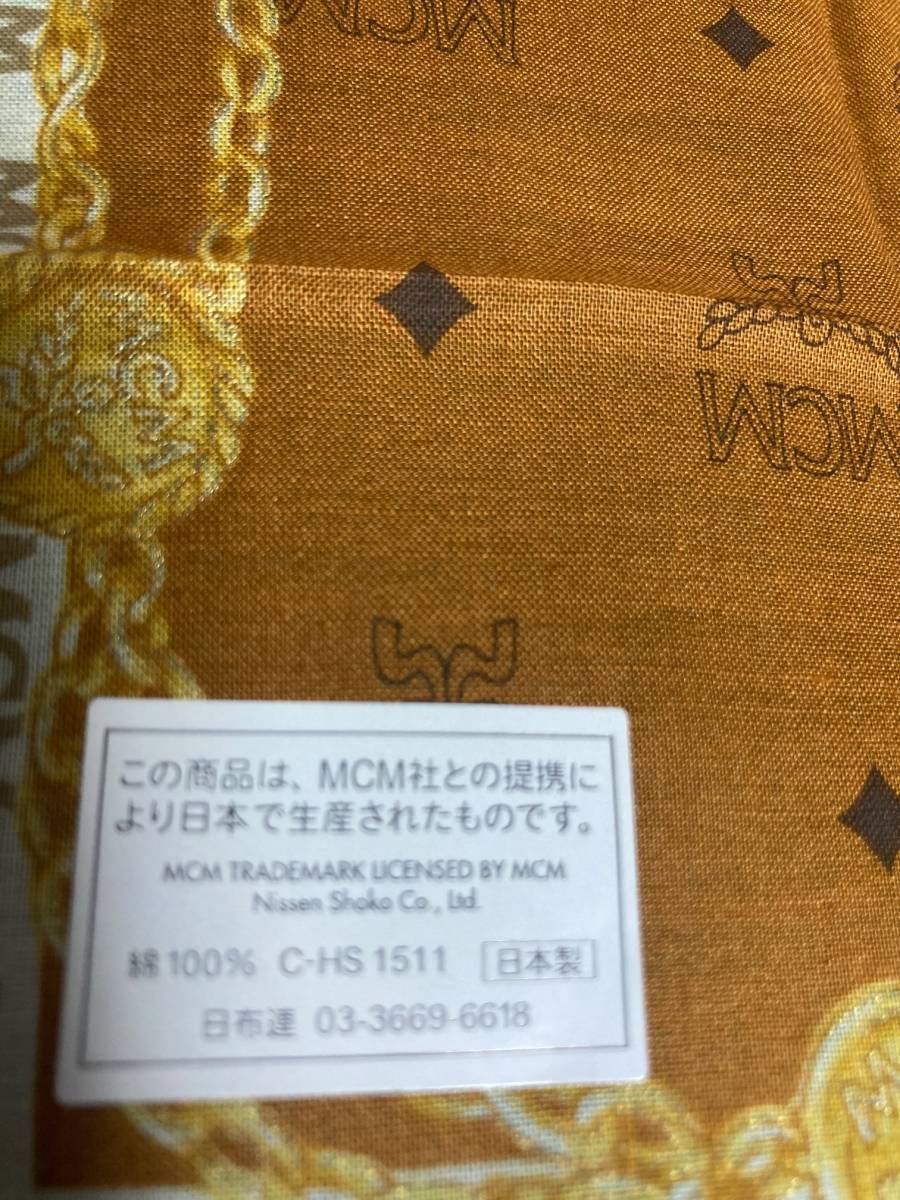 MCM
MCM
この商品は、MCM社との提携に
より日本で生産されたものです。
MCM TRADEMARK LICENSED BY MCM
Nissen Shoko Co., Ltd.
綿100% C-HS 1511 日本製
日布連 03-3669-6618